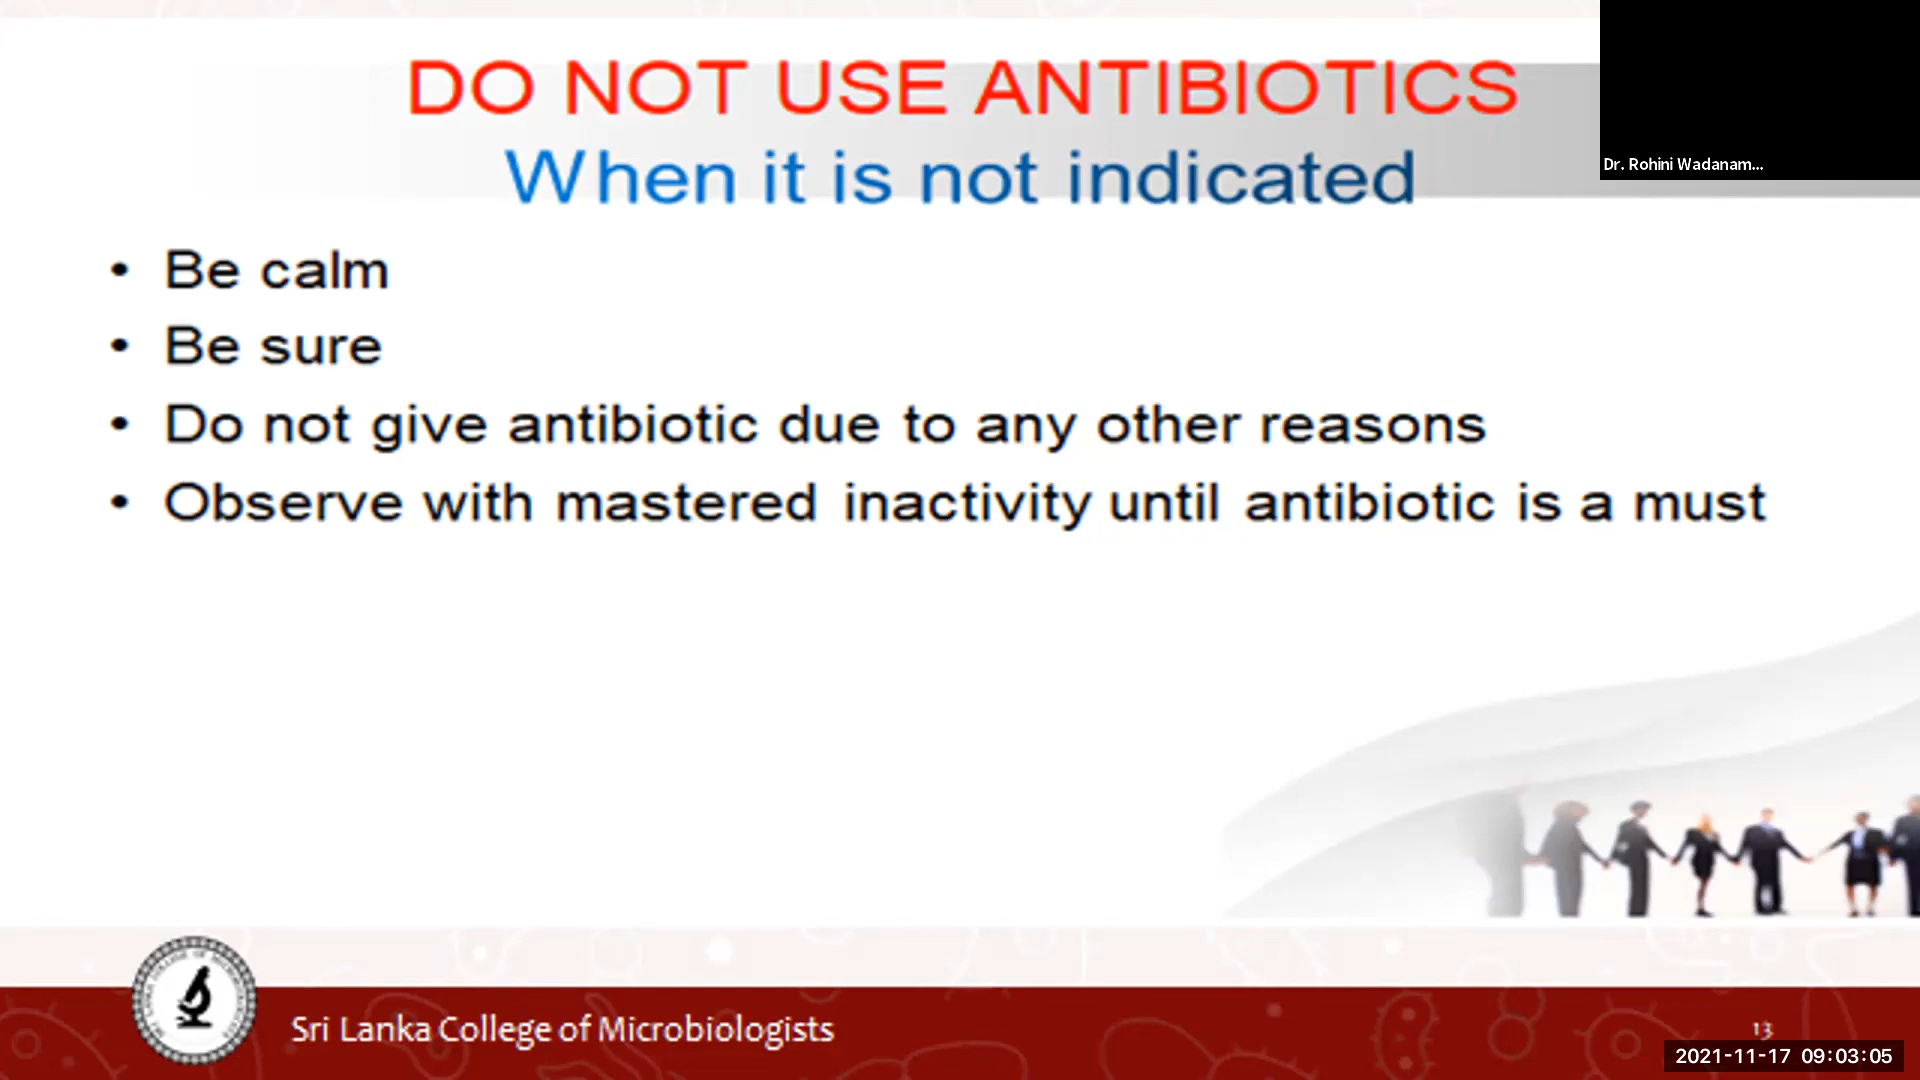 DO NOT USE ANTIBIOTICS
When it is not indicated
Dr. Rohini Wadanam...
• Be calm
• Be sure
• Do not give antibiotic due to any other reasons
• Observe with mastered inactivity until antibiotic is a must
Sri Lanka College of Microbiologists
13
2021-11-17 09:03:05